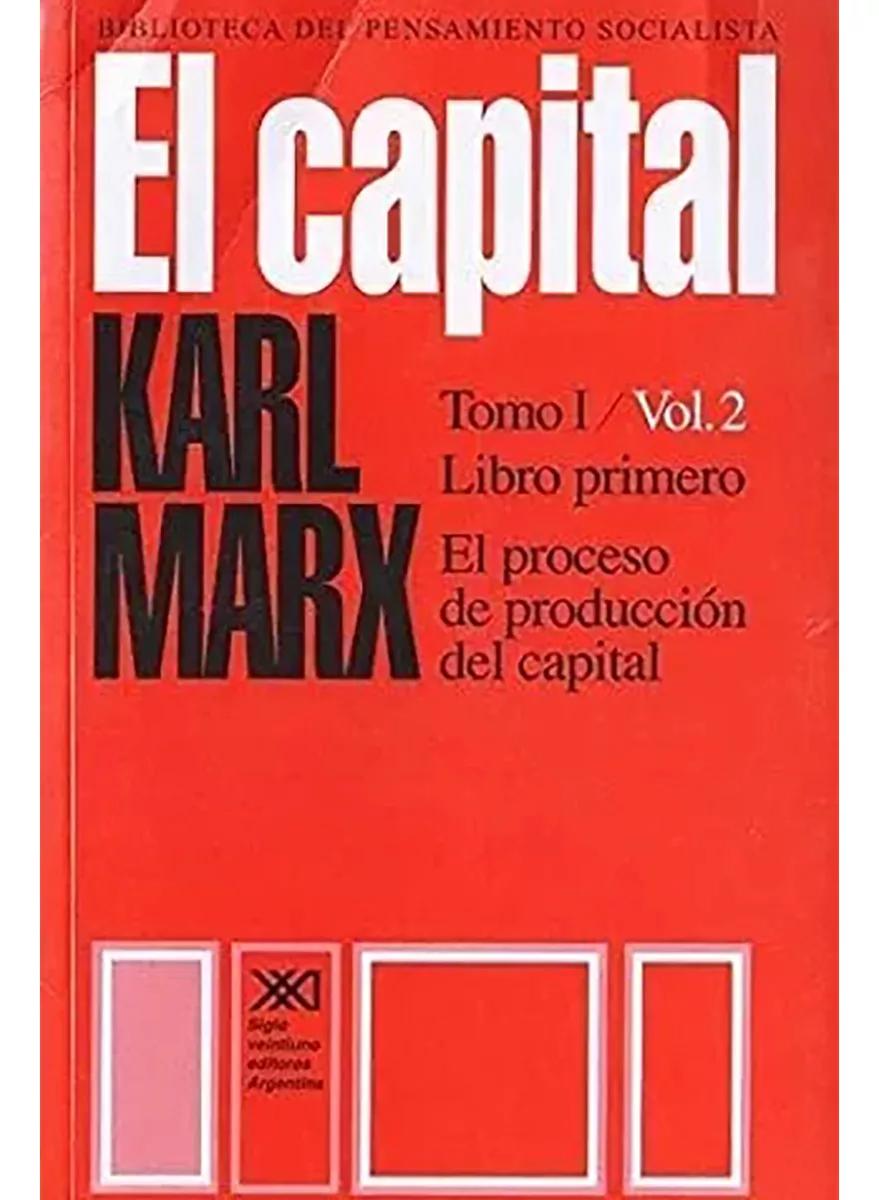 BIBLIOTECA DEL PENSAMIENTO SOCIALISTA
El capital
KARL
MARX
Tomo I / Vol. 2
Libro primero
El proceso
de producción
del capital
Siglo
veintiuno
editores
Argentina